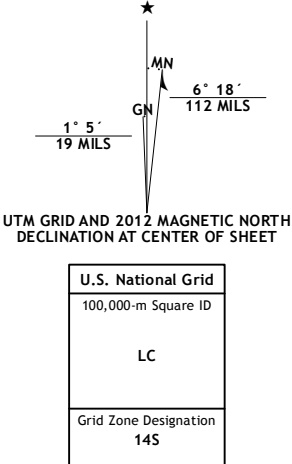 ★
MN
GN
6° 18´
112 MILS
1° 5´
19 MILS
UTM GRID AND 2012 MAGNETIC NORTH
DECLINATION AT CENTER OF SHEET
U.S. National Grid
100,000-m Square ID
LC
Grid Zone Designation
14S